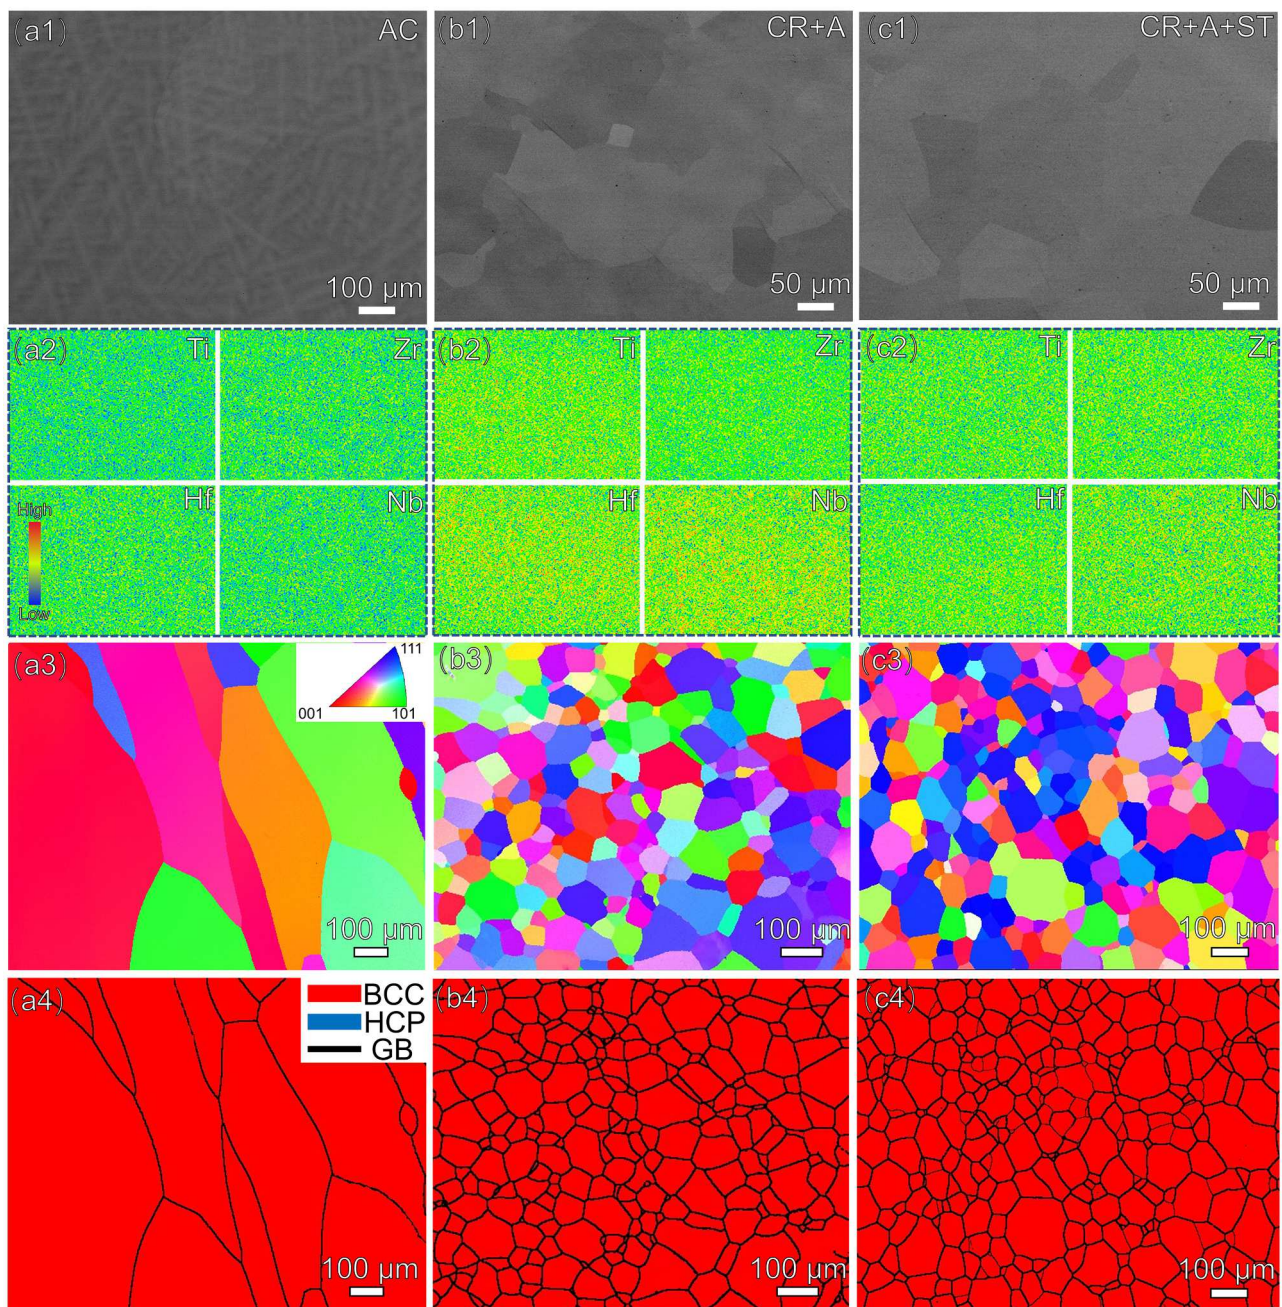 (a1)
AC
100 μm
(b1)
CR+A
50 μm
(c1)
CR+A+ST
50 μm
(a2)
Ti
Zr
Hf
Nb
High
Low
(b2)
Ti
Zr
Hf
Nb
(c2)
Ti
Zr
Hf
Nb
(a3)
111
001
101
100 μm
(b3)
100 μm
(c3)
100 μm
(a4)
BCC
HCP
GB
100 μm
(b4)
100 μm
(c4)
100 μm